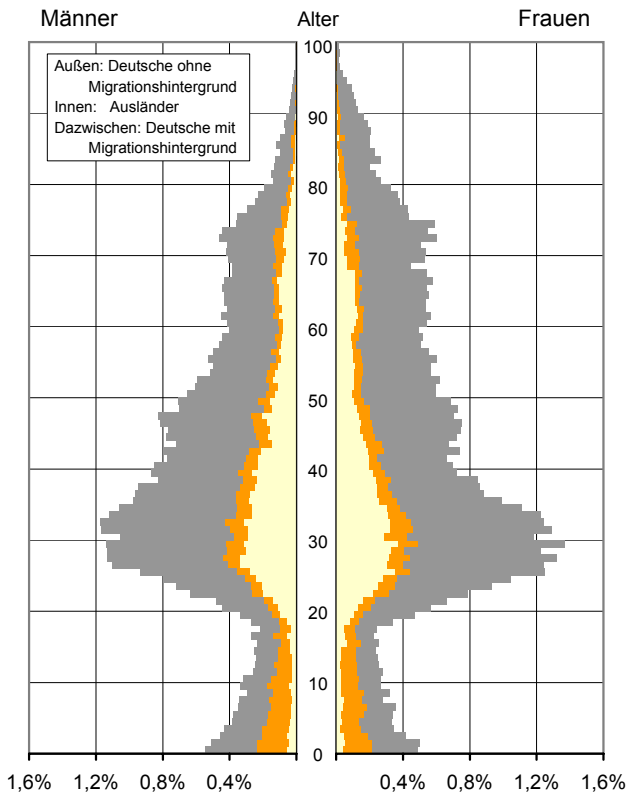 Männer Alter Frauen
Außen: Deutsche ohne
Migrationshintergrund
Innen: Ausländer
Dazwischen: Deutsche mit
Migrationshintergrund
100
90
80
70
60
50
40
30
20
10
0
1,6% 1,2% 0,8% 0,4% 0,4% 0,8% 1,2% 1,6%